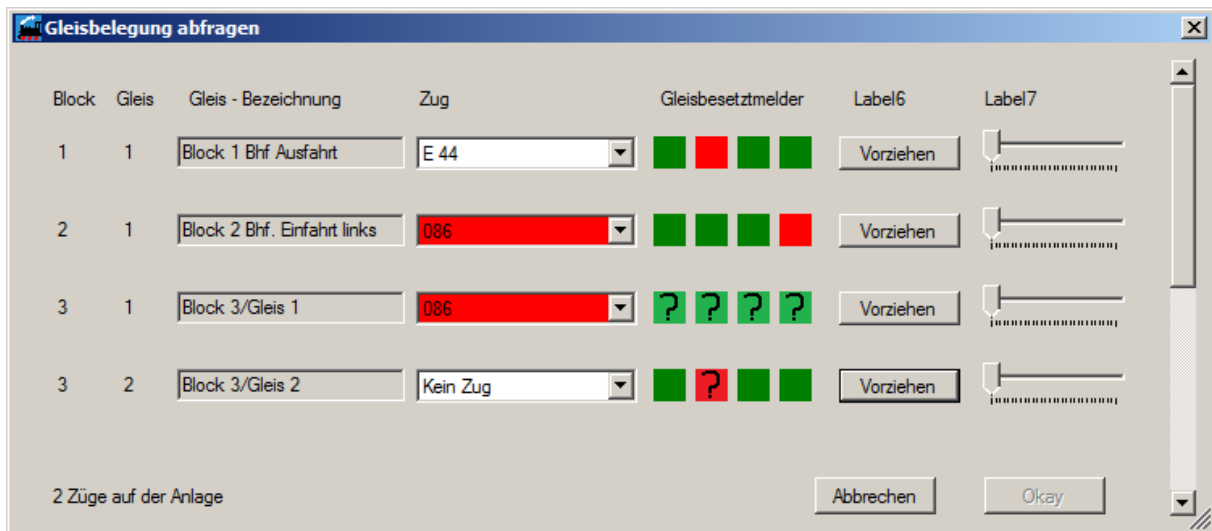 Gleisbelegung abfragen
Block Gleis Gleis - Bezeichnung Zug Gleisbesetztmelder Label6 Label7
1 1 Block 1 Bhf Ausfahrt E 44 Vorziehen
2 1 Block 2 Bhf. Einfahrt links 086 Vorziehen
3 1 Block 3/Gleis 1 086 ? ? ? ? Vorziehen
3 2 Block 3/Gleis 2 Kein Zug ? Vorziehen
2 Züge auf der Anlage Abbrechen Okay